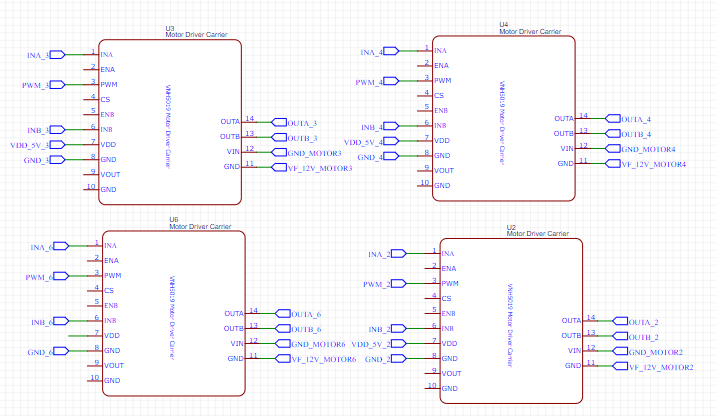 U3
Motor Driver Carrier
INA_3 1 INA
2 ENA
PWM_3 3 PWM
4 CS
5 ENB
INB_3 6 INB
VDD_5V_3 7 VDD
GND_3 8 GND
9 VOUT
10 GND
VNH5019 Motor Driver Carrier
OUTA 14 OUTA_3
OUTB 13 OUTB_3
VIN 12 GND_MOTOR3
GND 11 VF_12V_MOTOR3
U4
Motor Driver Carrier
INA_4 1 INA
2 ENA
PWM_4 3 PWM
4 CS
5 ENB
INB_4 6 INB
VDD_5V_4 7 VDD
GND_4 8 GND
9 VOUT
10 GND
VNH5019 Motor Driver Carrier
OUTA 14 OUTA_4
OUTB 13 OUTB_4
VIN 12 GND_MOTOR4
GND 11 VF_12V_MOTOR4
U6
Motor Driver Carrier
INA_6 1 INA
2 ENA
PWM_6 3 PWM
4 CS
5 ENB
INB_6 6 INB
7 VDD
GND_6 8 GND
9 VOUT
10 GND
VNH5019 Motor Driver Carrier
OUTA 14 OUTA_6
OUTB 13 OUTB_6
VIN 12 GND_MOTOR6
GND 11 VF_12V_MOTOR6
U2
Motor Driver Carrier
INA_2 1 INA
2 ENA
PWM_2 3 PWM
4 CS
5 ENB
INB_2 6 INB
VDD_5V_2 7 VDD
GND_2 8 GND
9 VOUT
10 GND
VNH5019 Motor Driver Carrier
OUTA 14 OUTA_2
OUTB 13 OUTB_2
VIN 12 GND_MOTOR2
GND 11 VF_12V_MOTOR2